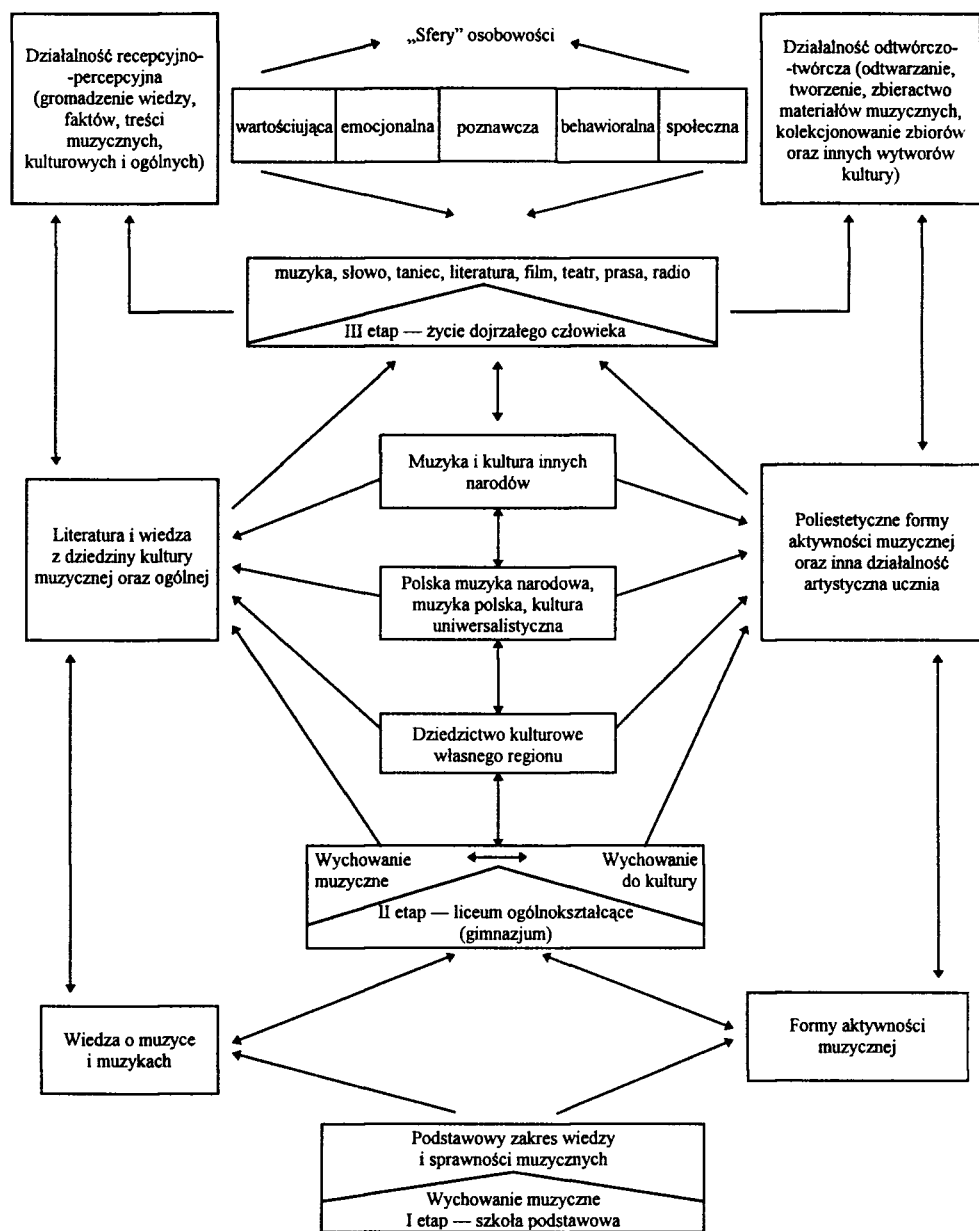 Działalność recepcyjno-
-percepcyjna
(gromadzenie wiedzy,
faktów, treści
muzycznych,
kulturowych i ogólnych)
„Sfery” osobowości
wartościująca
emocjonalna
poznawcza
behawioralna
społeczna
Działalność odtwórczo-
-twórcza (odtwarzanie,
tworzenie, zbieractwo
materiałów muzycznych,
kolekcjonowanie zbiorów
oraz innych wytworów
kultury)
muzyka, słowo, taniec, literatura, film, teatr, prasa, radio
III etap — życie dojrzałego człowieka
Muzyka i kultura innych
narodów
Literatura i wiedza
z dziedziny kultury
muzycznej oraz ogólnej
Polska muzyka narodowa,
muzyka polska, kultura
uniwersalistyczna
Poliestetyczne formy
aktywności muzycznej
oraz inna działalność
artystyczna ucznia
Dziedzictwo kulturowe
własnego regionu
Wychowanie
muzyczne
Wychowanie
do kultury
II etap — liceum ogólnokształcące
(gimnazjum)
Wiedza o muzyce
i muzykach
Formy aktywności
muzycznej
Podstawowy zakres wiedzy
i sprawności muzycznych
Wychowanie muzyczne
I etap — szkoła podstawowa